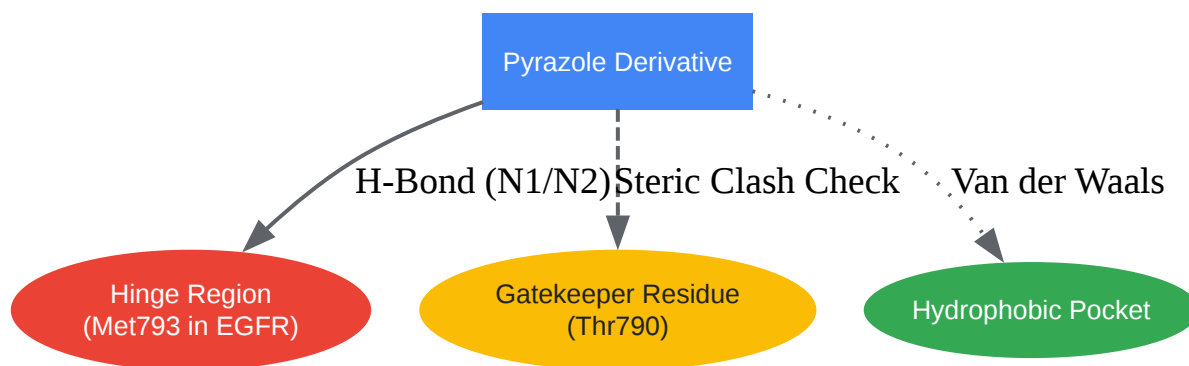 Pyrazole Derivative
H-Bond (N1/N2)
Steric Clash Check
Van der Waals
Hinge Region
(Met793 in EGFR)
Gatekeeper Residue
(Thr790)
Hydrophobic Pocket